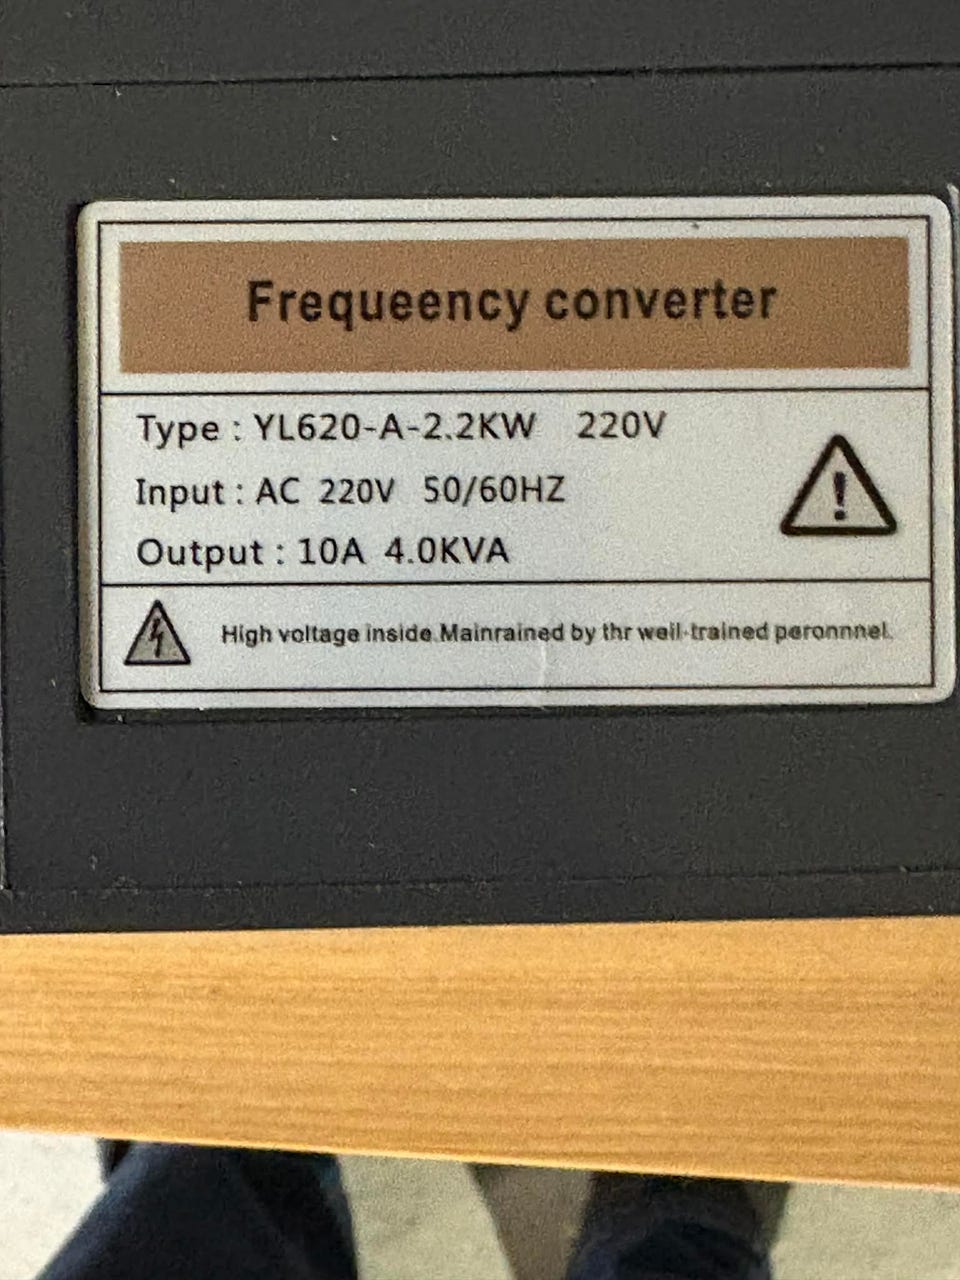 Frequeency converter
Type : YL620-A-2.2KW 220V
Input : AC 220V 50/60HZ
Output : 10A 4.0KVA
High voltage inside.Mainrained by thr weil-trained peronnnel.